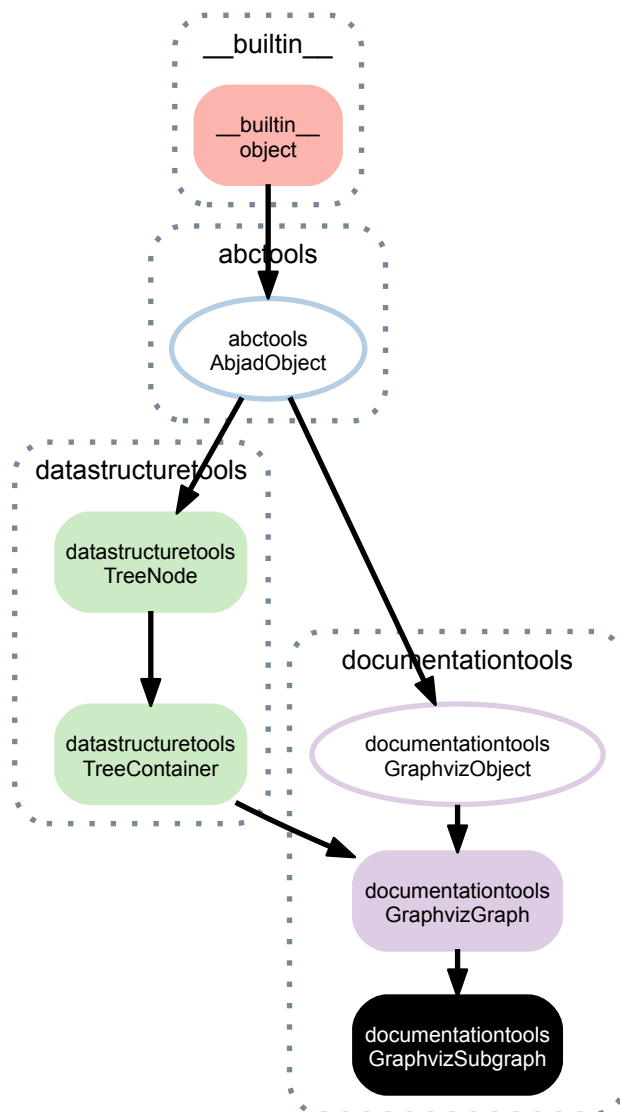 __builtin__
__builtin__
object
abctools
abctools
AbjadObject
datastructuretools
datastructuretools
TreeNode
documentationtools
datastructuretools
TreeContainer
documentationtools
GraphvizObject
documentationtools
GraphvizGraph
documentationtools
GraphvizSubgraph